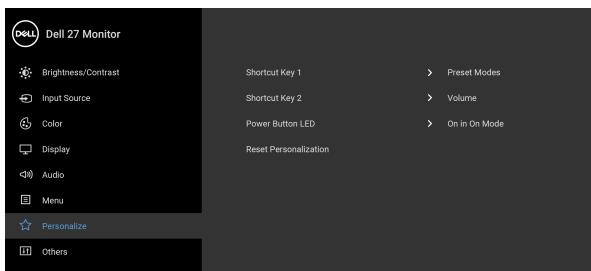 DELL Dell 27 Monitor
Brightness/Contrast
Input Source
Color
Display
Audio
Menu
Personalize
Others
Shortcut Key 1 > Preset Modes
Shortcut Key 2 > Volume
Power Button LED > On in On Mode
Reset Personalization